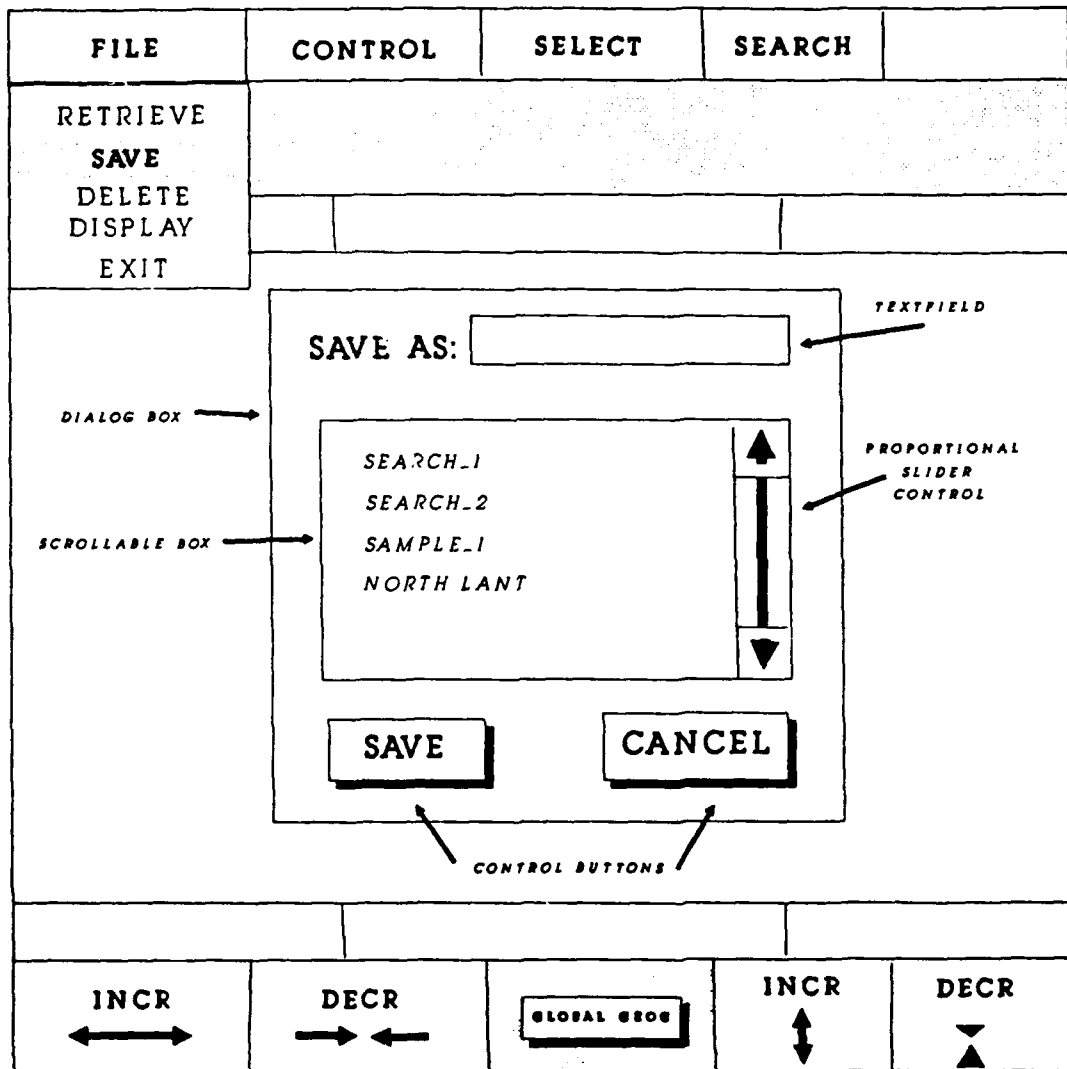 FILE CONTROL SELECT SEARCH
RETRIEVE
SAVE
DELETE
DISPLAY
EXIT
TEXTFIELD
SAVE AS:
DIALOG BOX
SEARCH_1
SEARCH_2
SAMPLE_1
NORTH LANT
PROPORTIONAL
SLIDER
CONTROL
SCROLLABLE BOX
SAVE CANCEL
CONTROL BUTTONS
INCR DECR GLOBAL INCR DECR